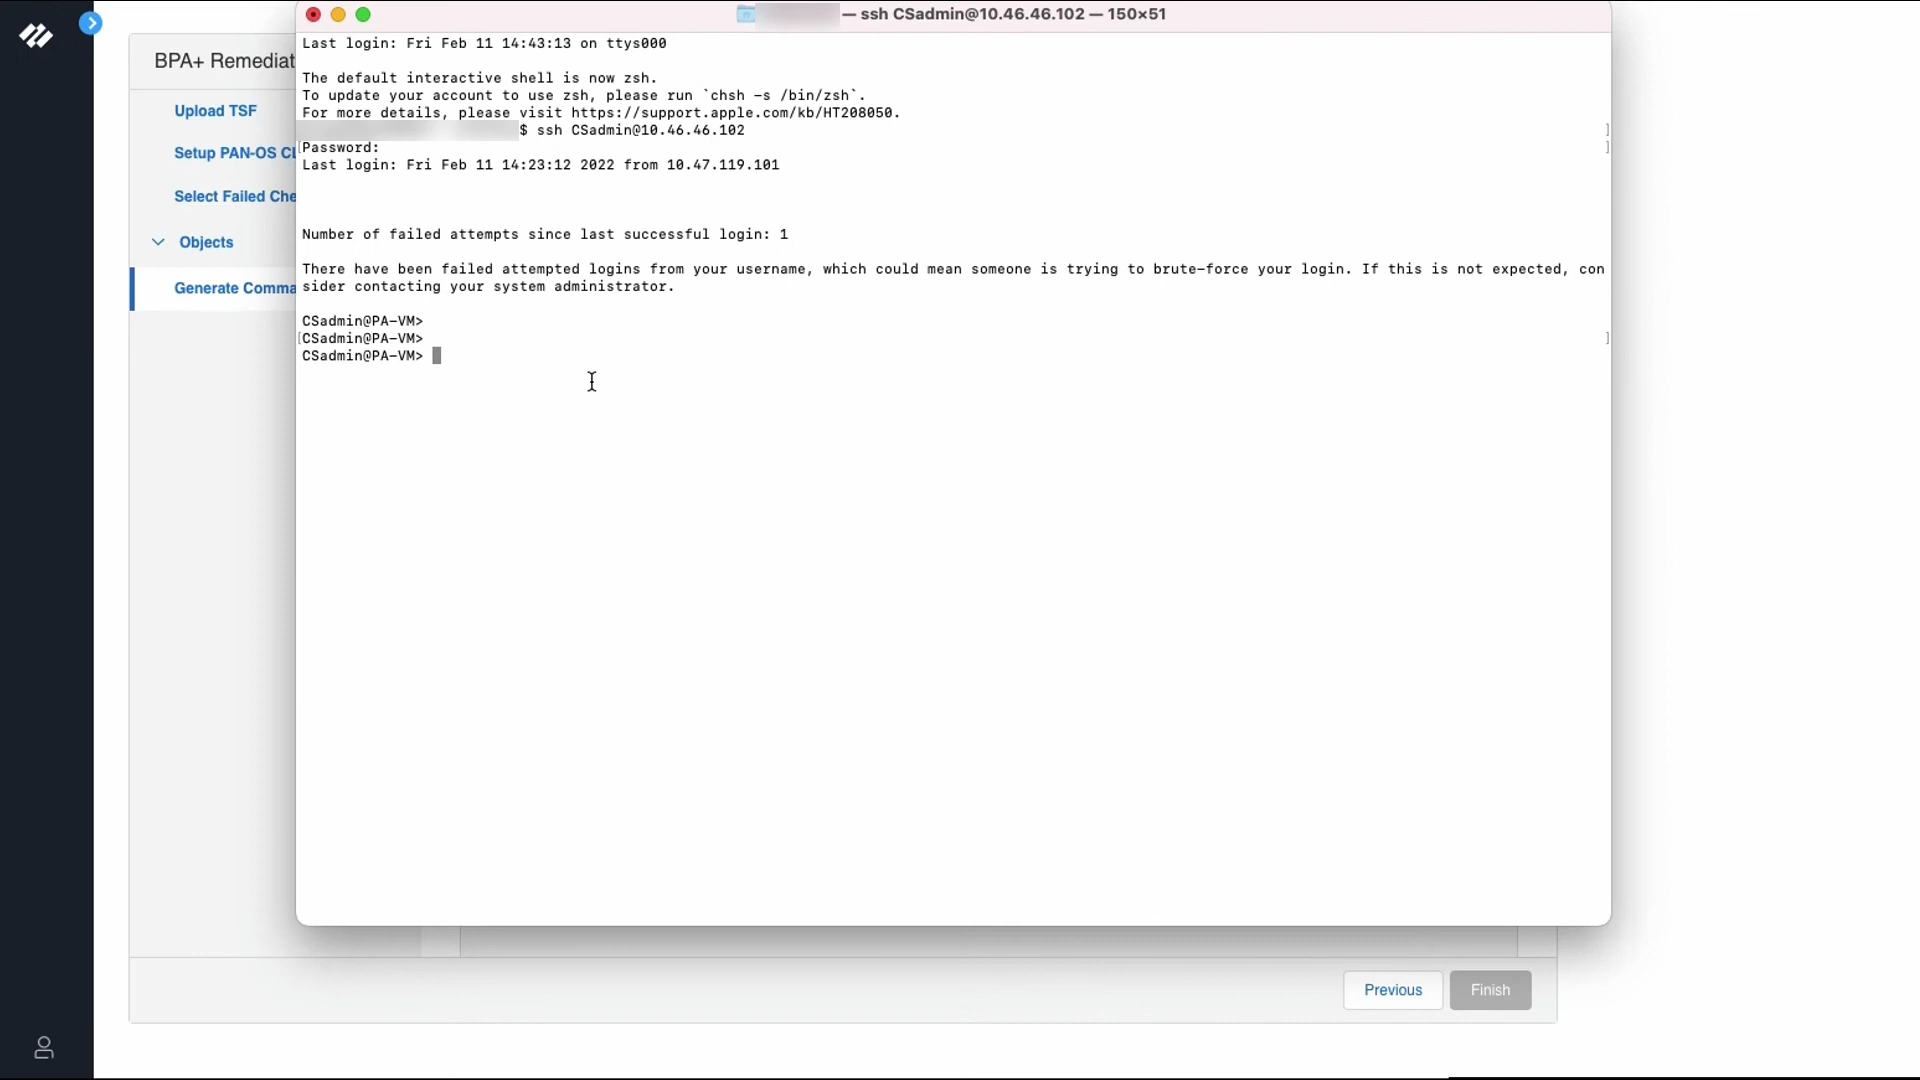 — ssh CSadmin@10.46.46.102 — 150×51
Last login: Fri Feb 11 14:43:13 on ttys000
The default interactive shell is now zsh.
To update your account to use zsh, please run `chsh -s /bin/zsh`.
For more details, please visit https://support.apple.com/kb/HT208050.
$ ssh CSadmin@10.46.46.102
Password:
Last login: Fri Feb 11 14:23:12 2022 from 10.47.119.101
Number of failed attempts since last successful login: 1
There have been failed attempted logins from your username, which could mean someone is trying to brute-force your login. If this is not expected, con
sider contacting your system administrator.
CSadmin@PA-VM>
CSadmin@PA-VM>
CSadmin@PA-VM>
BPA+ Remediat
Upload TSF
Setup PAN-OS CL
Select Failed Che
Objects
Generate Comma
Previous
Finish